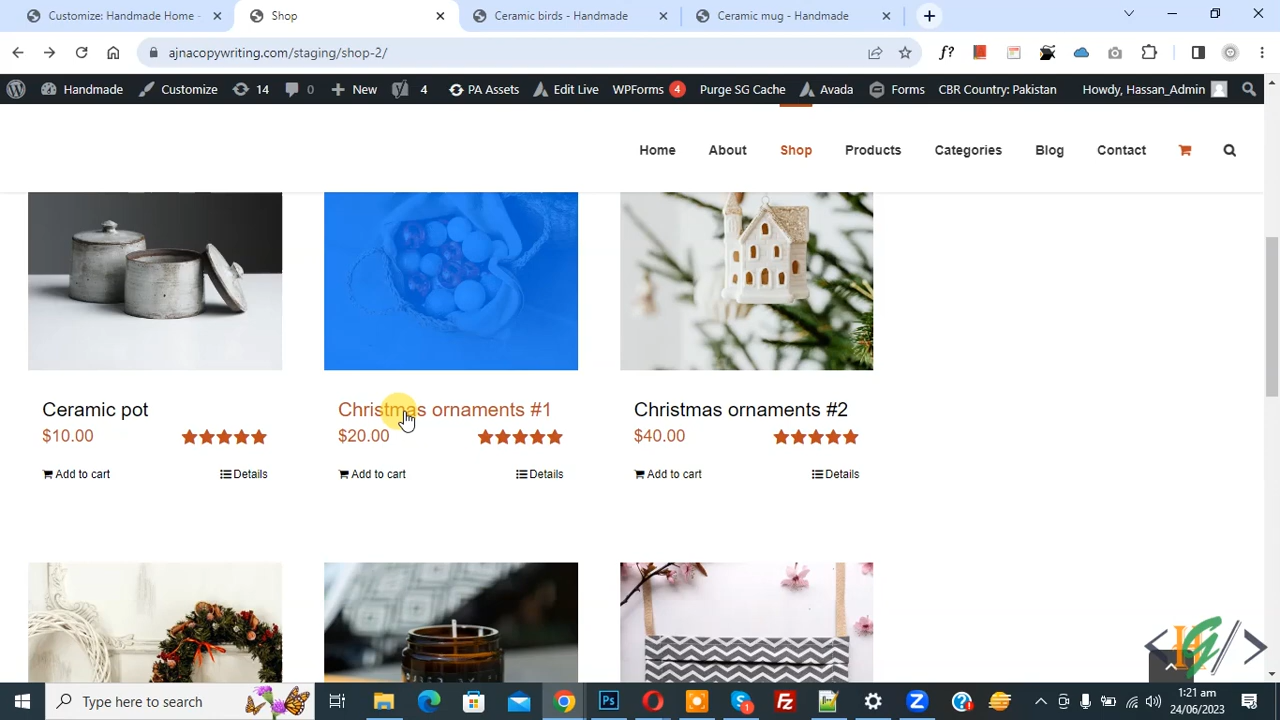 Customize: Handmade Home -
Shop
Ceramic birds - Handmade
Ceramic mug - Handmade
ajnacopywriting.com/staging/shop-2/
f?
Handmade
Customize
14
0
New
4
PA Assets
Edit Live
WPForms 4
Purge SG Cache
Avada
Forms
CBR Country: Pakistan
Howdy, Hassan_Admin
Home
About
Shop
Products
Categories
Blog
Contact
Ceramic pot
$10.00
Add to cart
Details
Christmas ornaments #1
$20.00
Add to cart
Details
Christmas ornaments #2
$40.00
Add to cart
Details
Type here to search
1:21 am
24/06/2023